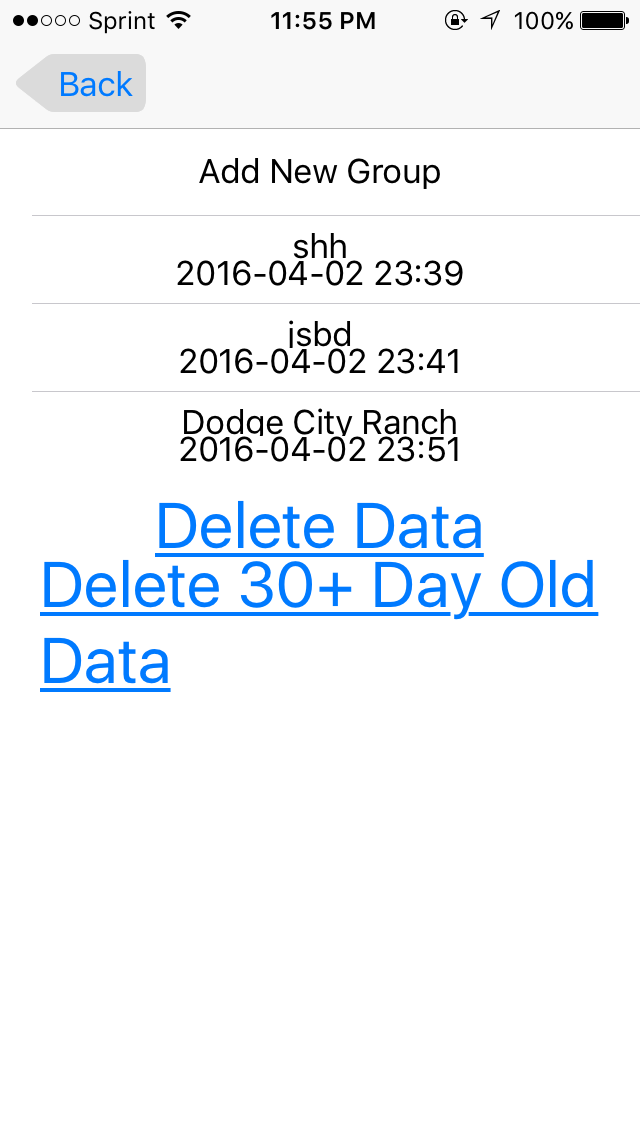 Sprint 11:55 PM 100%
Back
Add New Group
shh
2016-04-02 23:39
jsbd
2016-04-02 23:41
Dodge City Ranch
2016-04-02 23:51
Delete Data
Delete 30+ Day Old
Data